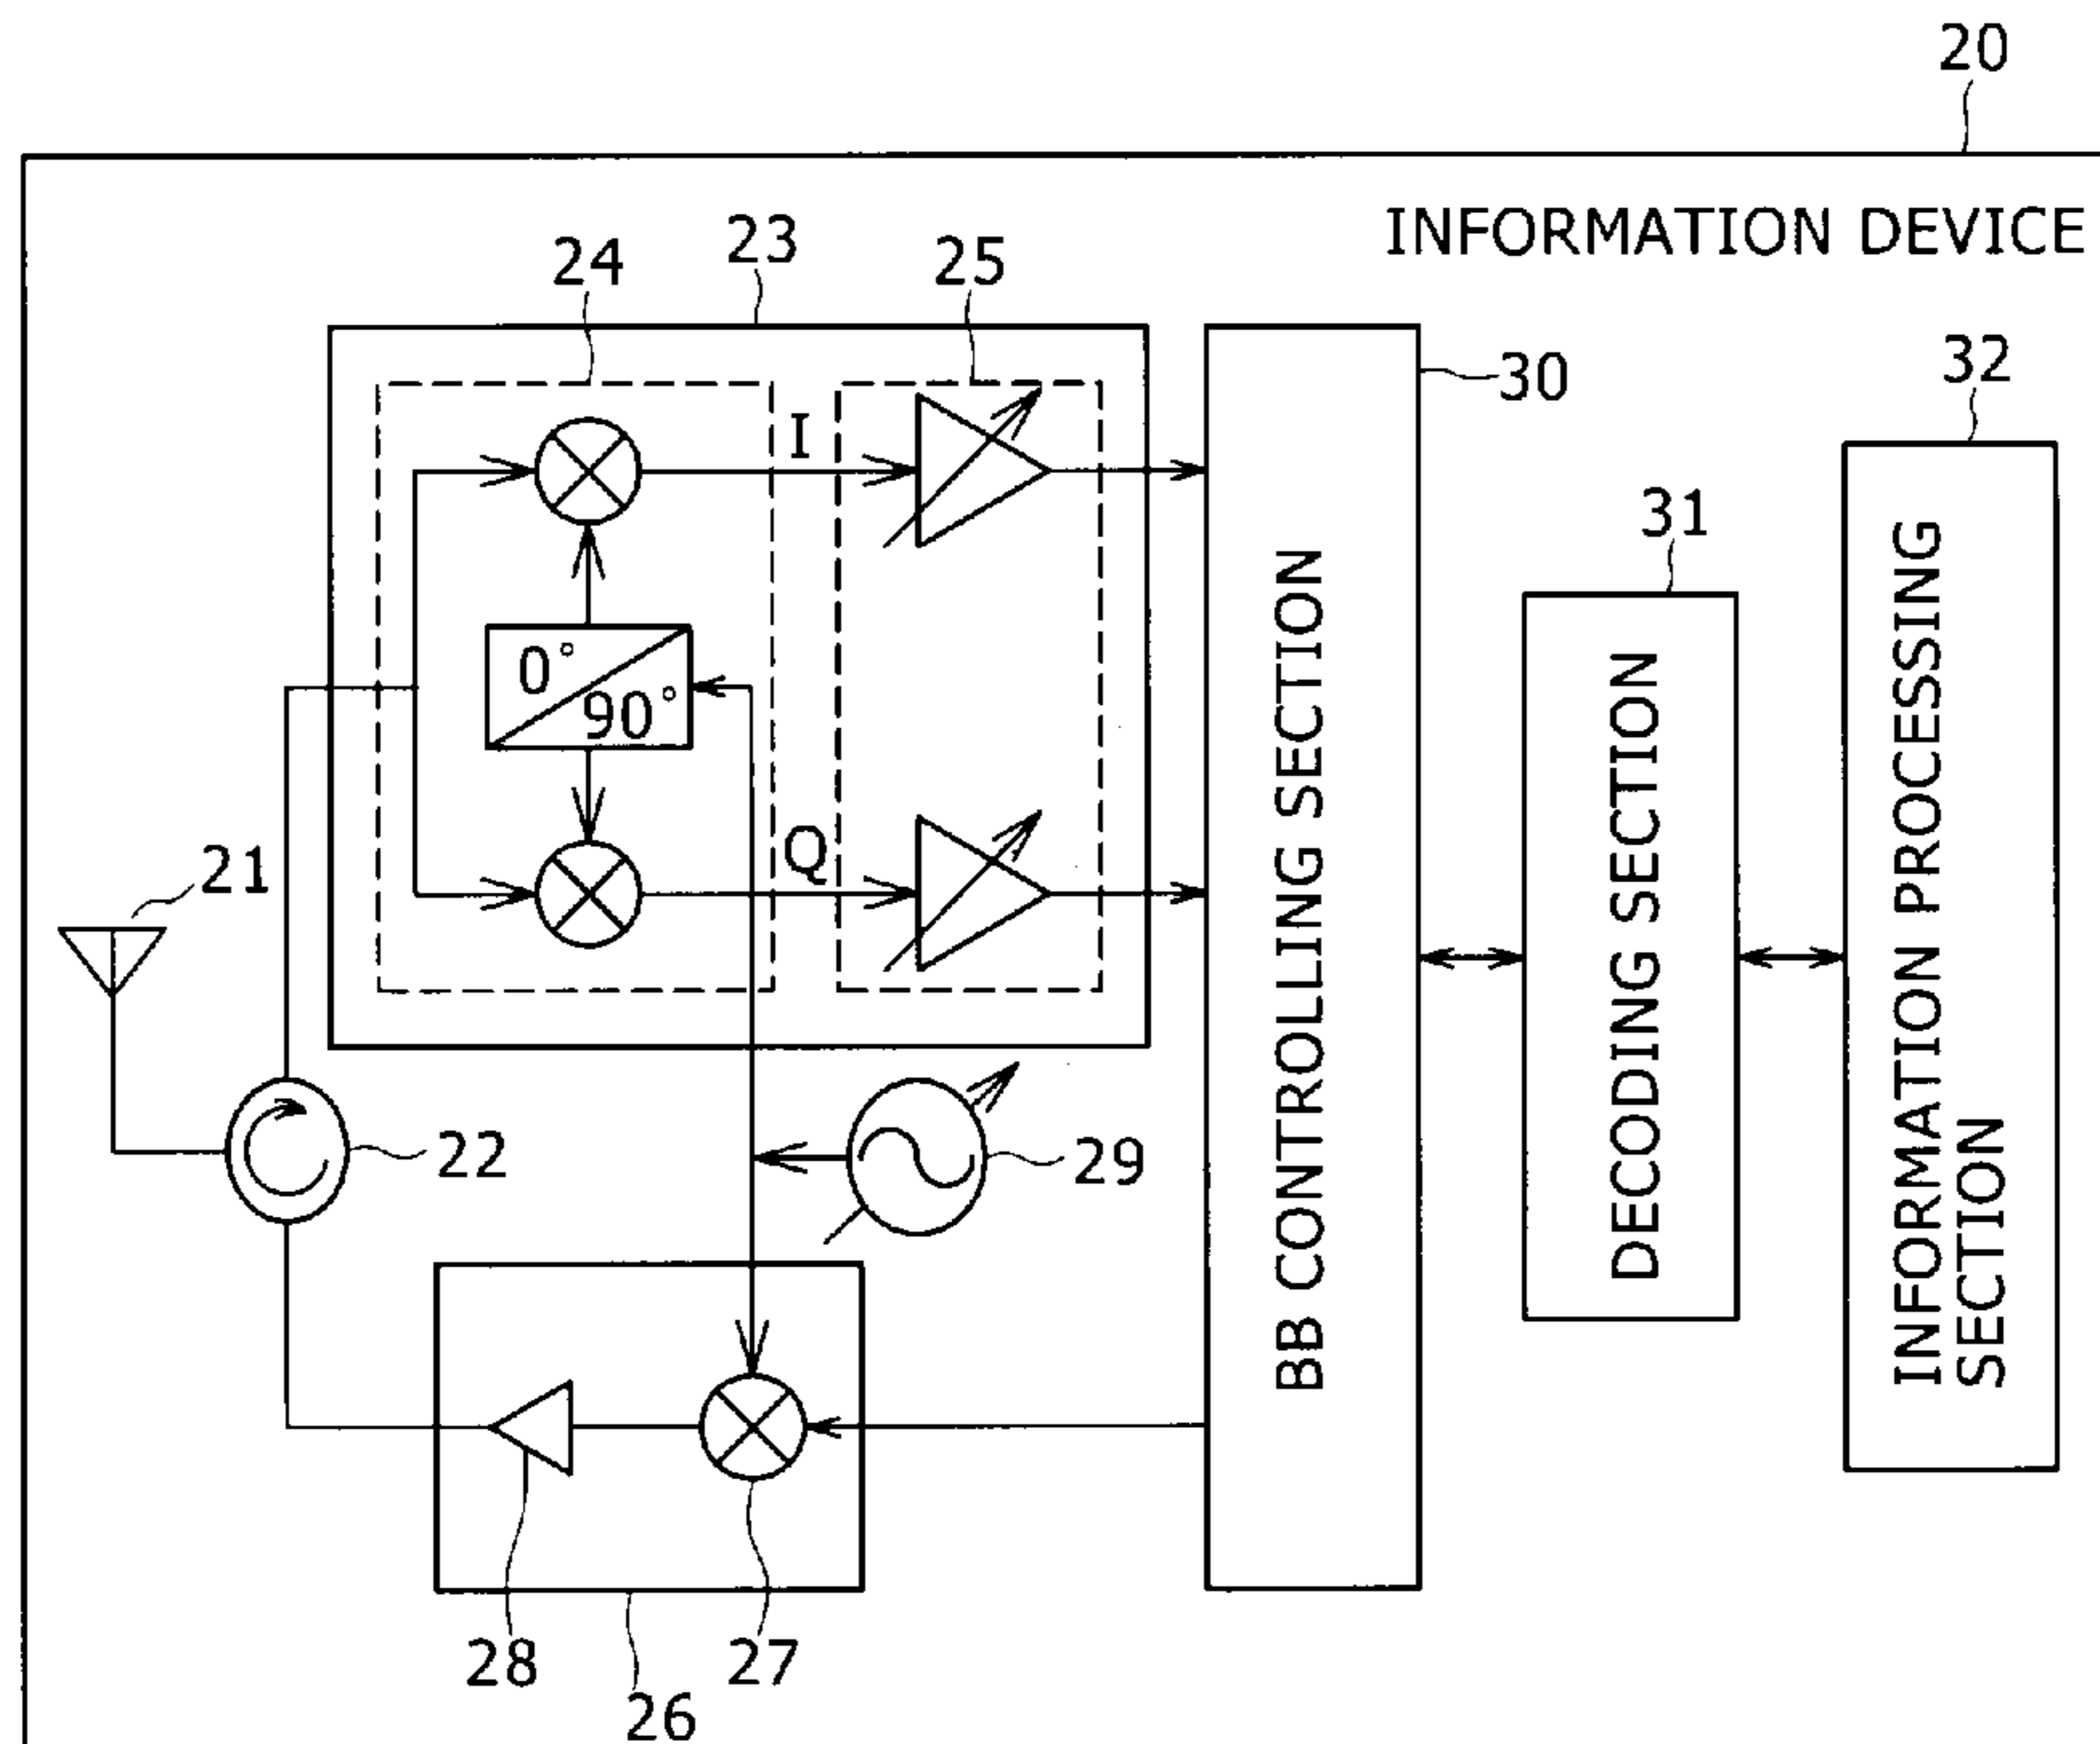 20
INFORMATION DEVICE
23
24
25
30
32
I
0°
90°
31
Q
21
22
29
BB CONTROLLING SECTION
DECODING SECTION
INFORMATION PROCESSING
SECTION
28
27
26